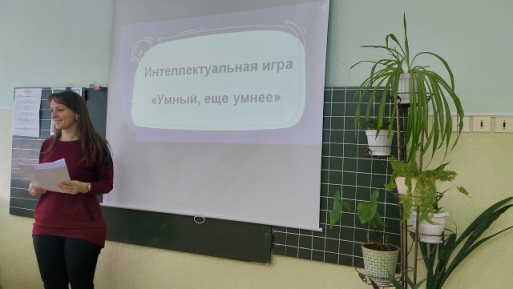 Интеллектуальная игра
«Умный, еще умнее»